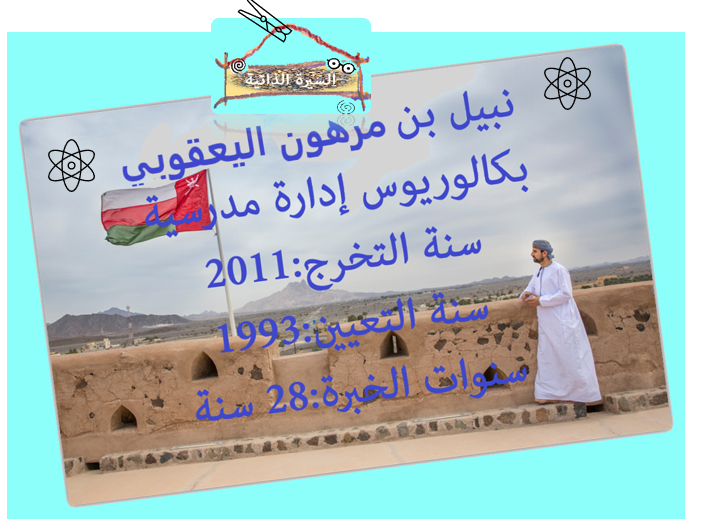 السيرة الذاتية
نبيل بن مرهون اليعقوبي
بكالوريوس إدارة مدرسية
سنة التخرج:2011
سنة التعيين:1993
سنوات الخبرة:28 سنة